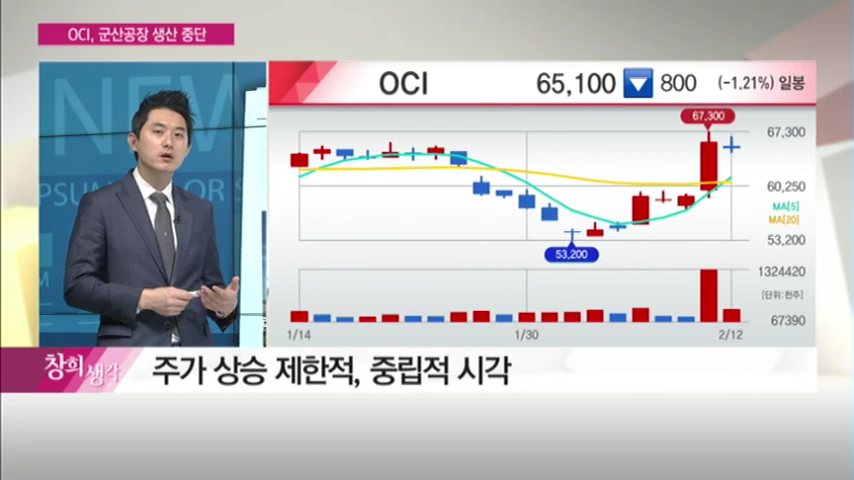 OCI, 군산공장 생산 중단
NEW
IPSUM DOLOR S
OCI
65,100 ▼ 800 (-1.21%) 일봉
67,300
67,300
60,250
MA[5]
MA[20]
53,200
53,200
1324420
[단위:천주]
67390
1/14 1/30 2/12
창희생각
주가 상승 제한적, 중립적 시각